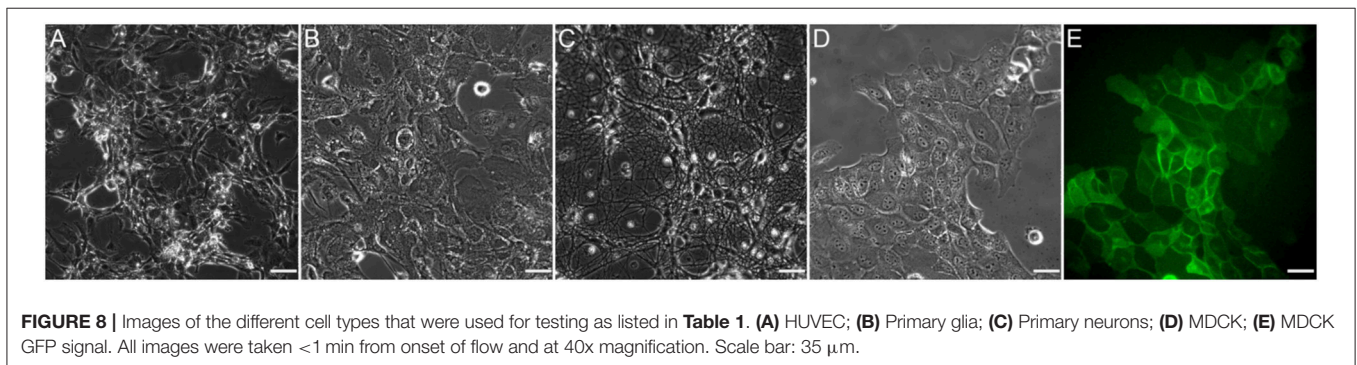 A B C D E
FIGURE 8 | Images of the different cell types that were used for testing as listed in Table 1. (A) HUVEC; (B) Primary glia; (C) Primary neurons; (D) MDCK; (E) MDCK
GFP signal. All images were taken <1 min from onset of flow and at 40x magnification. Scale bar: 35 μm.